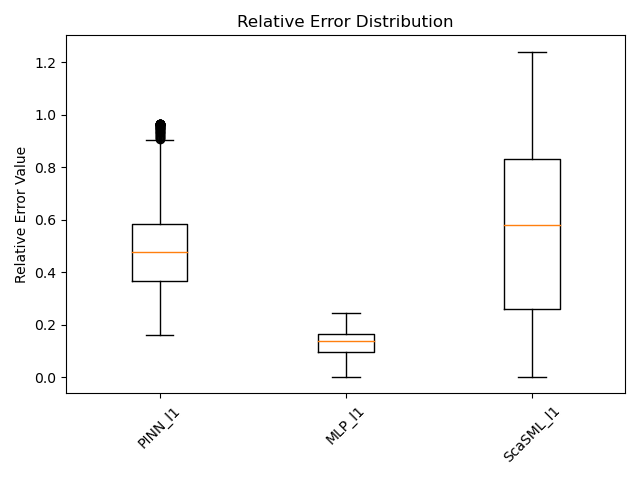 Relative Error Distribution
Relative Error Value
1.2
1.0
0.8
0.6
0.4
0.2
0.0
PINN_l1
MLP_l1
ScaSML_l1